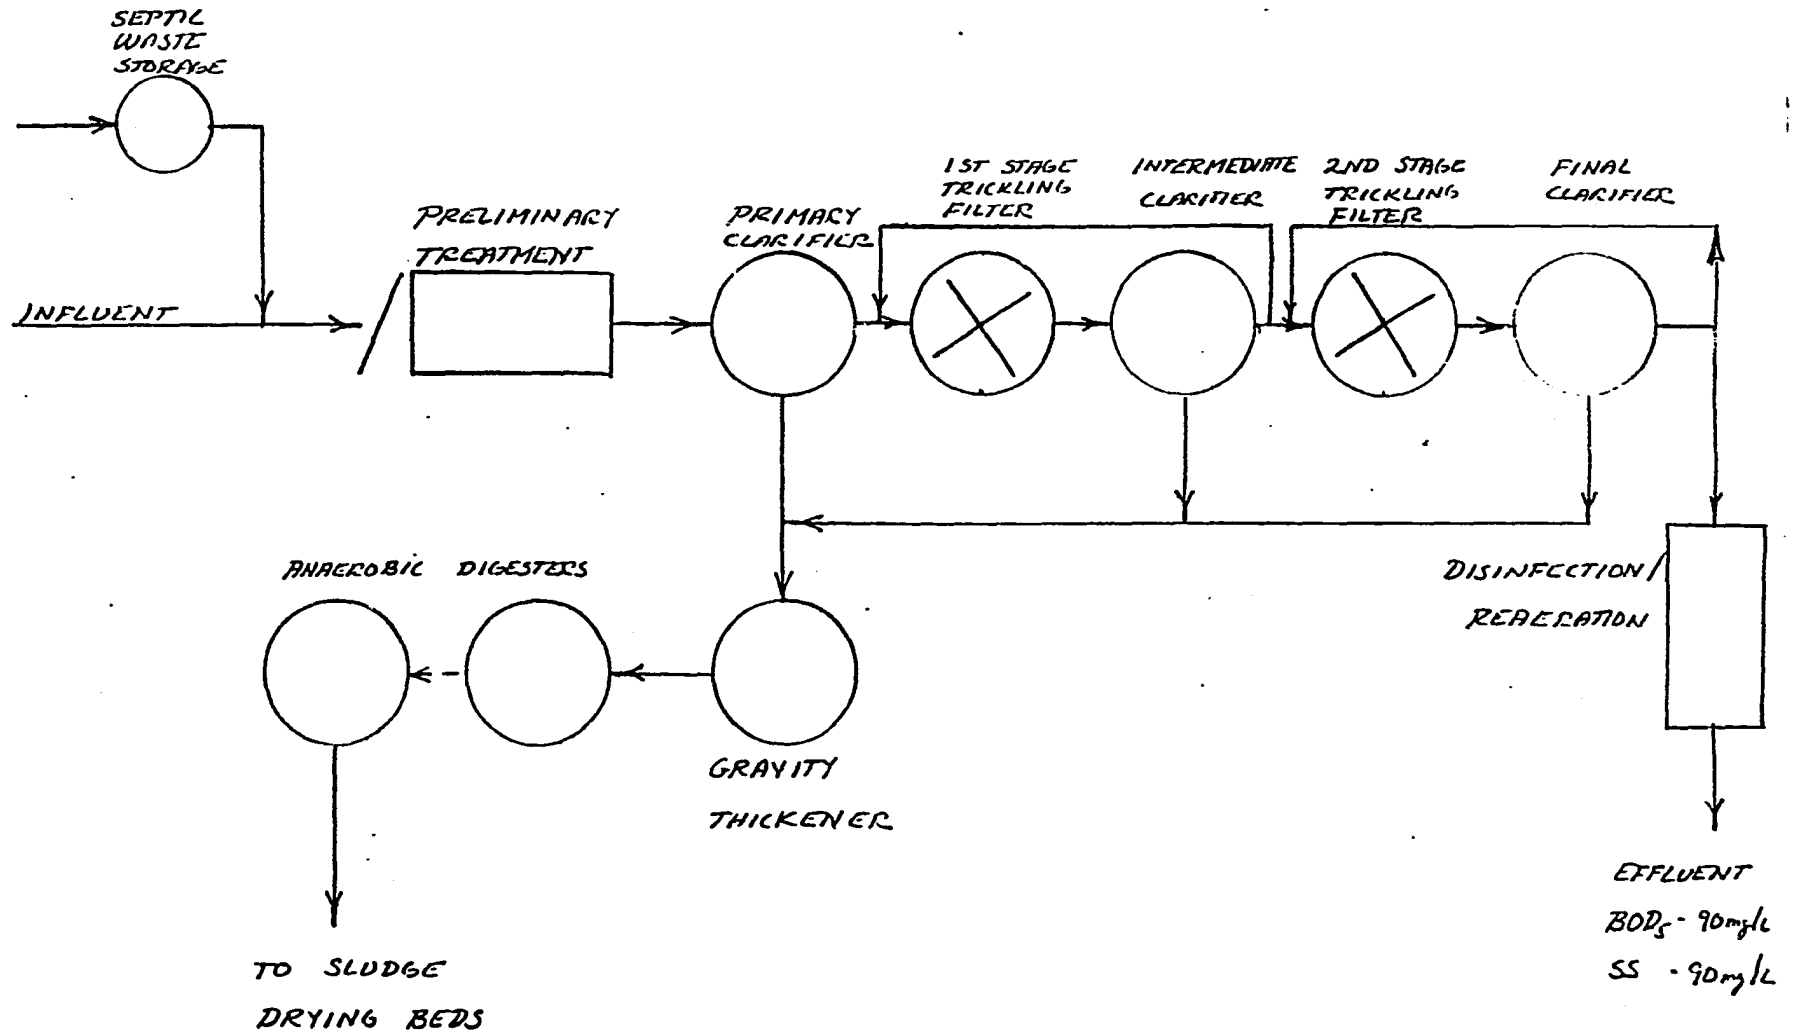 SEPTIC
WASTE
STORAGE
INFLUENT
PRELIMINARY
TREATMENT
PRIMARY
CLARIFIER
1ST STAGE
TRICKLING
FILTER
INTERMEDIATE
CLARIFIER
2ND STAGE
TRICKLING
FILTER
FINAL
CLARIFIER
ANAEROBIC DIGESTERS
GRAVITY
THICKENER
DISINFECTION/
REAERATION
TO SLUDGE
DRYING BEDS
EFFLUENT
BOD5 - 90mg/L
SS - 90mg/L